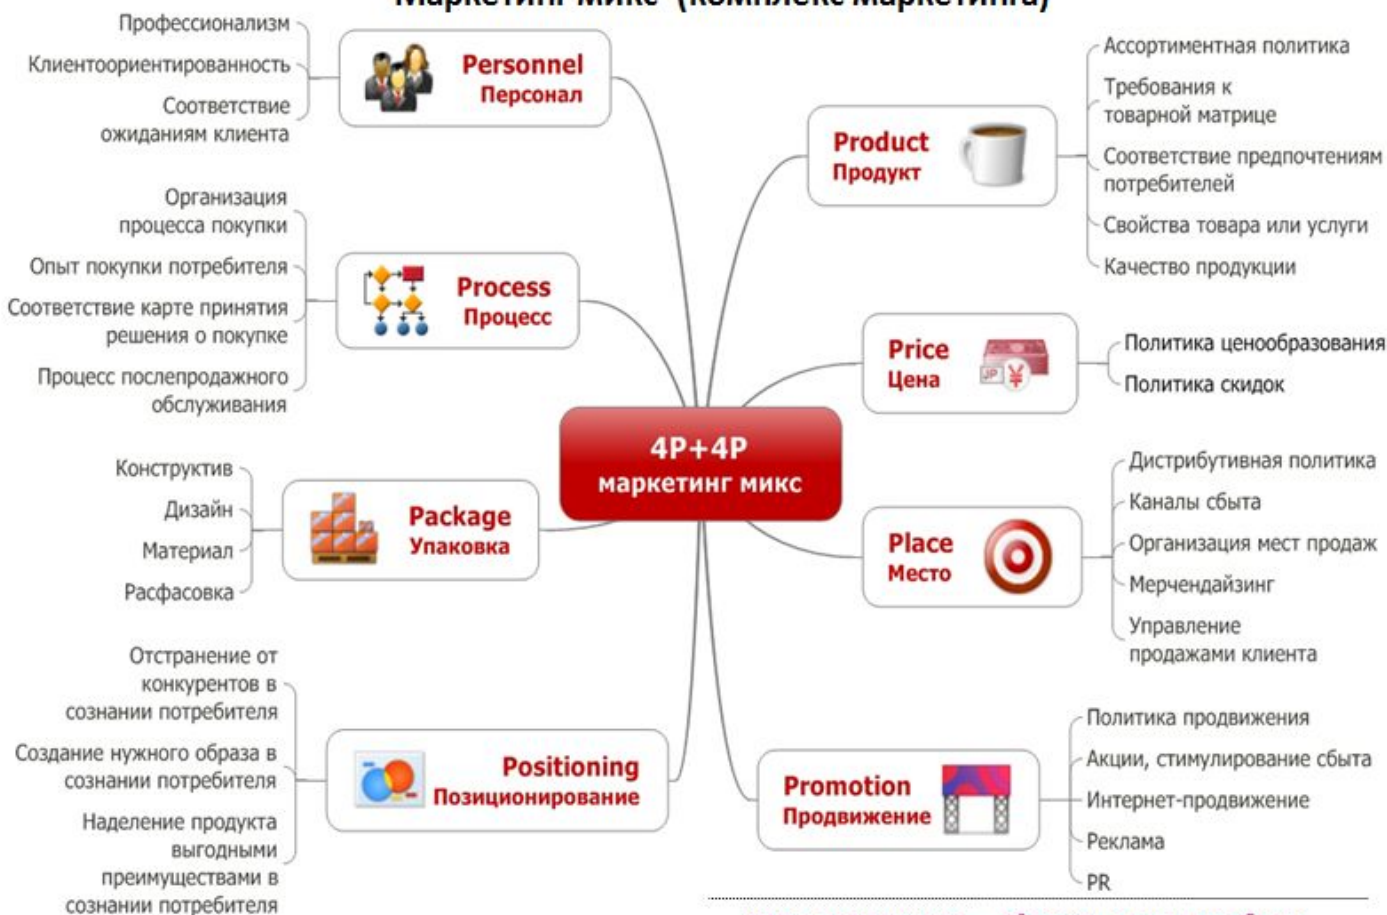 Маркетинг микс (комплекс маркетинга)
Профессионализм
Клиентоориентированность
Соответствие
ожиданиям клиента
Personnel
Персонал
Организация
процесса покупки
Опыт покупки потребителя
Соответствие карте принятия
решения о покупке
Процесс послепродажного
обслуживания
Process
Процесс
Конструктив
Дизайн
Материал
Расфасовка
Package
Упаковка
Отстранение от
конкурентов в
сознании потребителя
Создание нужного образа в
сознании потребителя
Наделение продукта
выгодными
преимуществами в
сознании потребителя
Positioning
Позиционирование
4P+4P
маркетинг микс
Product
Продукт
Ассортиментная политика
Требования к
товарной матрице
Соответствие предпочтениям
потребителей
Свойства товара или услуги
Качество продукции
Price
Цена
JP ¥
Политика ценообразования
Политика скидок
Place
Место
Дистрибутивная политика
Каналы сбыта
Организация мест продаж
Мерчендайзинг
Управление
продажами клиента
Promotion
Продвижение
Политика продвижения
Акции, стимулирование сбыта
Интернет-продвижение
Реклама
PR